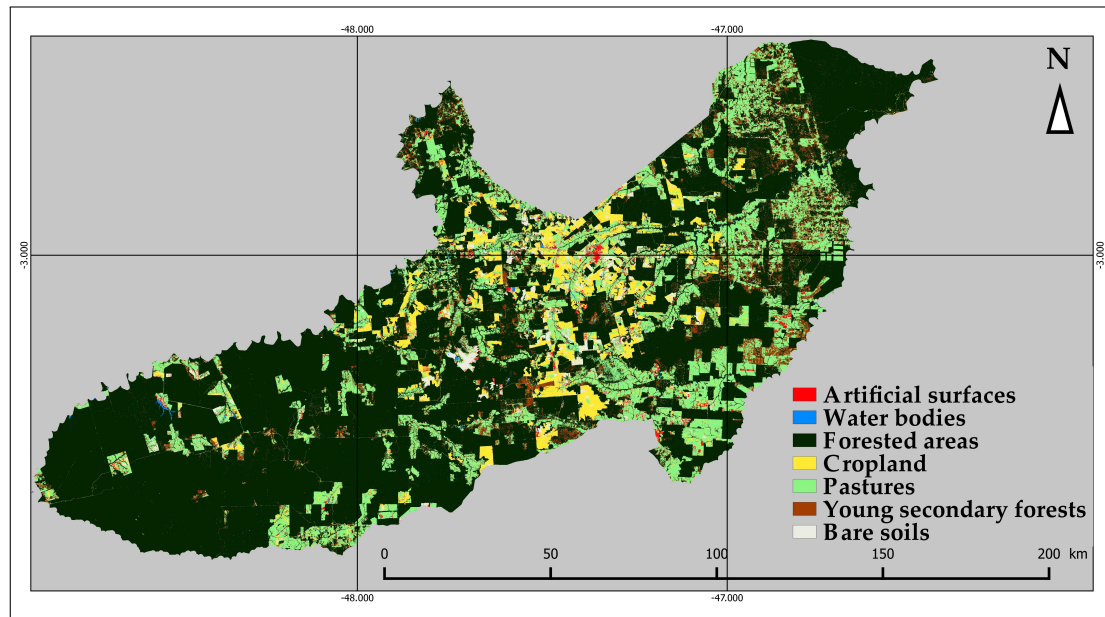 -48.000
-47.000
N
-3.000
-3.000
Artificial surfaces
Water bodies
Forested areas
Cropland
Pastures
Young secondary forests
Bare soils
0 50 100 150 200 km
-48.000
-47.000